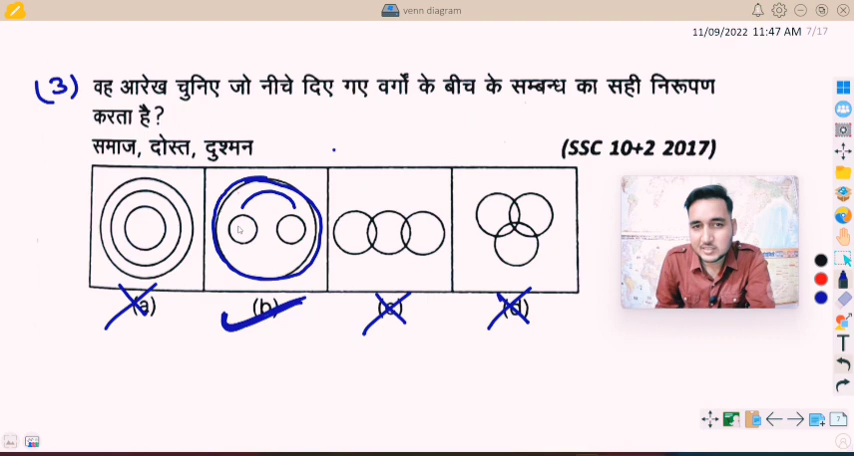 venn diagram
11/09/2022 11:47 AM 7/17
(3) वह आरेख चुनिए जो नीचे दिए गए वर्गों के बीच के सम्बन्ध का सही निरूपण
करता है?
समाज, दोस्त, दुश्मन (SSC 10+2 2017)
(a) (b) (c) (d)
T
7